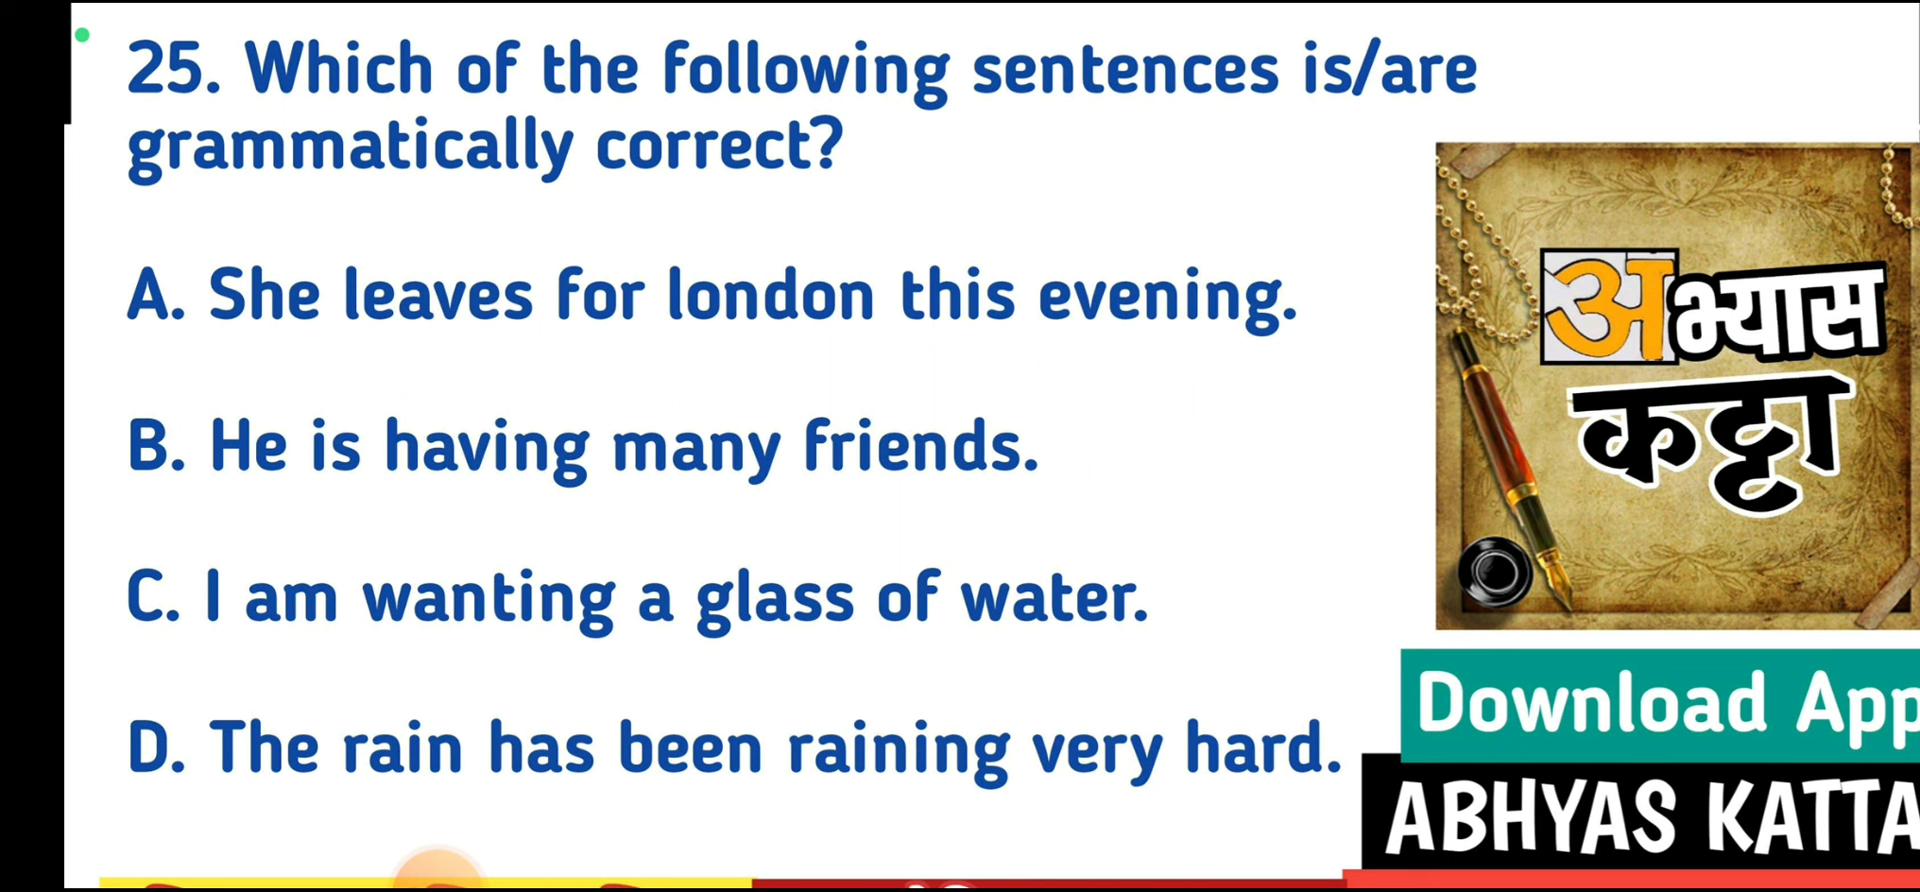 25. Which of the following sentences is/are
grammatically correct?
A. She leaves for london this evening.
B. He is having many friends.
C. I am wanting a glass of water.
D. The rain has been raining very hard.
अभ्यास
कट्टा
Download App
ABHYAS KATTA